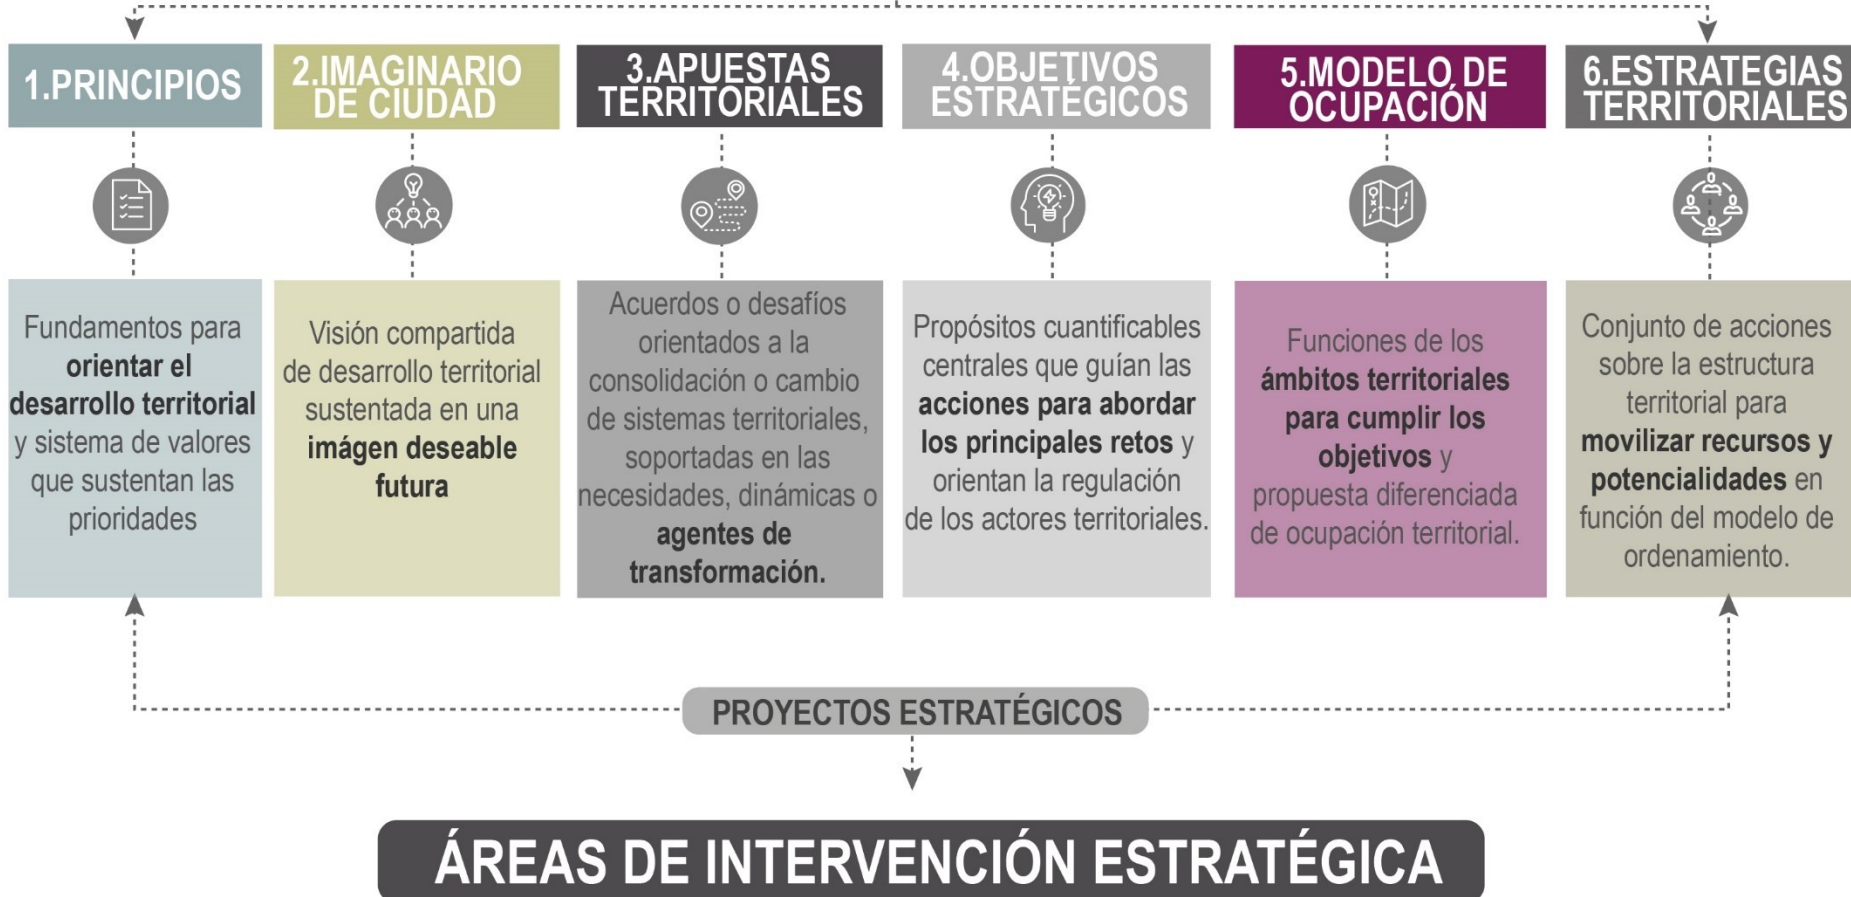 1.PRINCIPIOS
2.IMAGINARIO
DE CIUDAD
3.APUESTAS
TERRITORIALES
4.OBJETIVOS
ESTRATÉGICOS
5.MODELO DE
OCUPACIÓN
6.ESTRATEGIAS
TERRITORIALES
Fundamentos para
orientar el
desarrollo territorial
y sistema de valores
que sustentan las
prioridades
Visión compartida
de desarrollo territorial
sustentada en una
imágen deseable
futura
Acuerdos o desafíos
orientados a la
consolidación o cambio
de sistemas territoriales,
soportadas en las
necesidades, dinámicas o
agentes de
transformación.
Propósitos cuantificables
centrales que guían las
acciones para abordar
los principales retos y
orientan la regulación
de los actores territoriales.
Funciones de los
ámbitos territoriales
para cumplir los
objetivos y
propuesta diferenciada
de ocupación territorial.
Conjunto de acciones
sobre la estructura
territorial para
movilizar recursos y
potencialidades en
función del modelo de
ordenamiento.
PROYECTOS ESTRATÉGICOS
ÁREAS DE INTERVENCIÓN ESTRATÉGICA